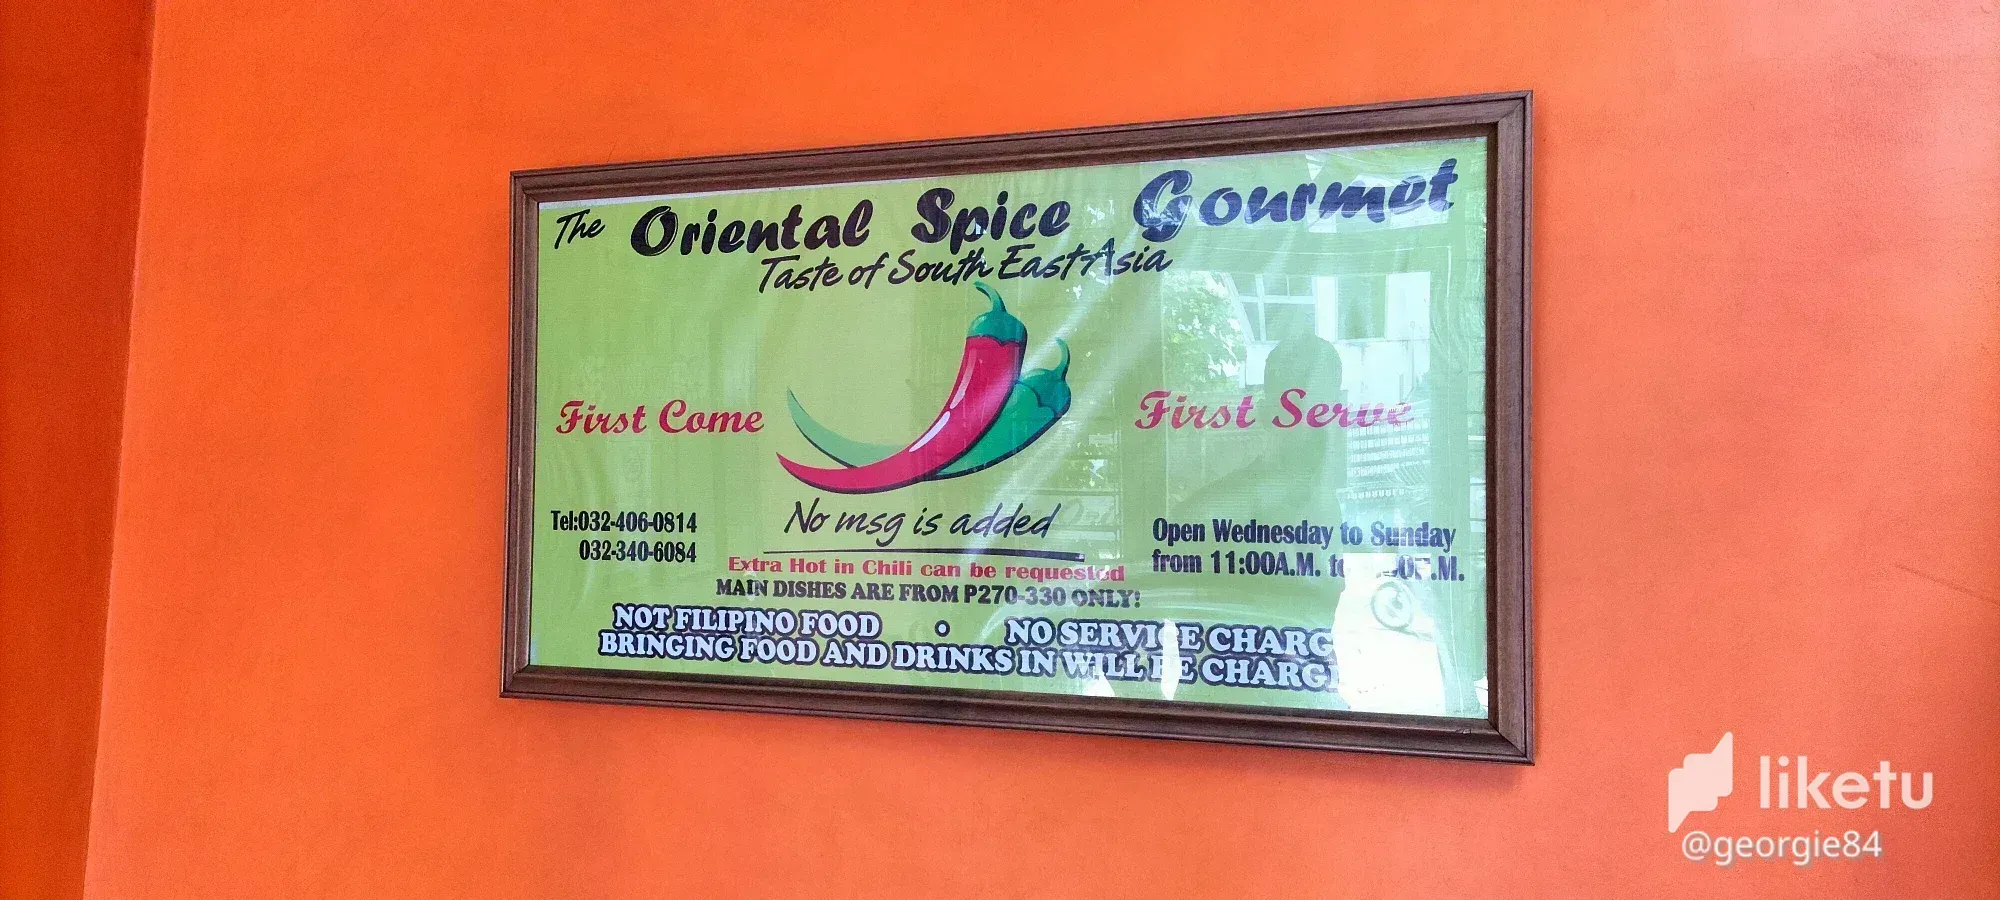 The Oriental Spice Gourmet
Taste of South East Asia
First Come
First Serve
No msg is added
Tel:032-406-0814
032-340-6084
Open Wednesday to Sunday
from 11:00A.M. to P.M.
Extra Hot in Chili can be requested
MAIN DISHES ARE FROM P270-330 ONLY!
NOT FILIPINO FOOD • NO SERVICE CHARG
BRINGING FOOD AND DRINKS IN WILL BE CHARG
liketu
@georgie84